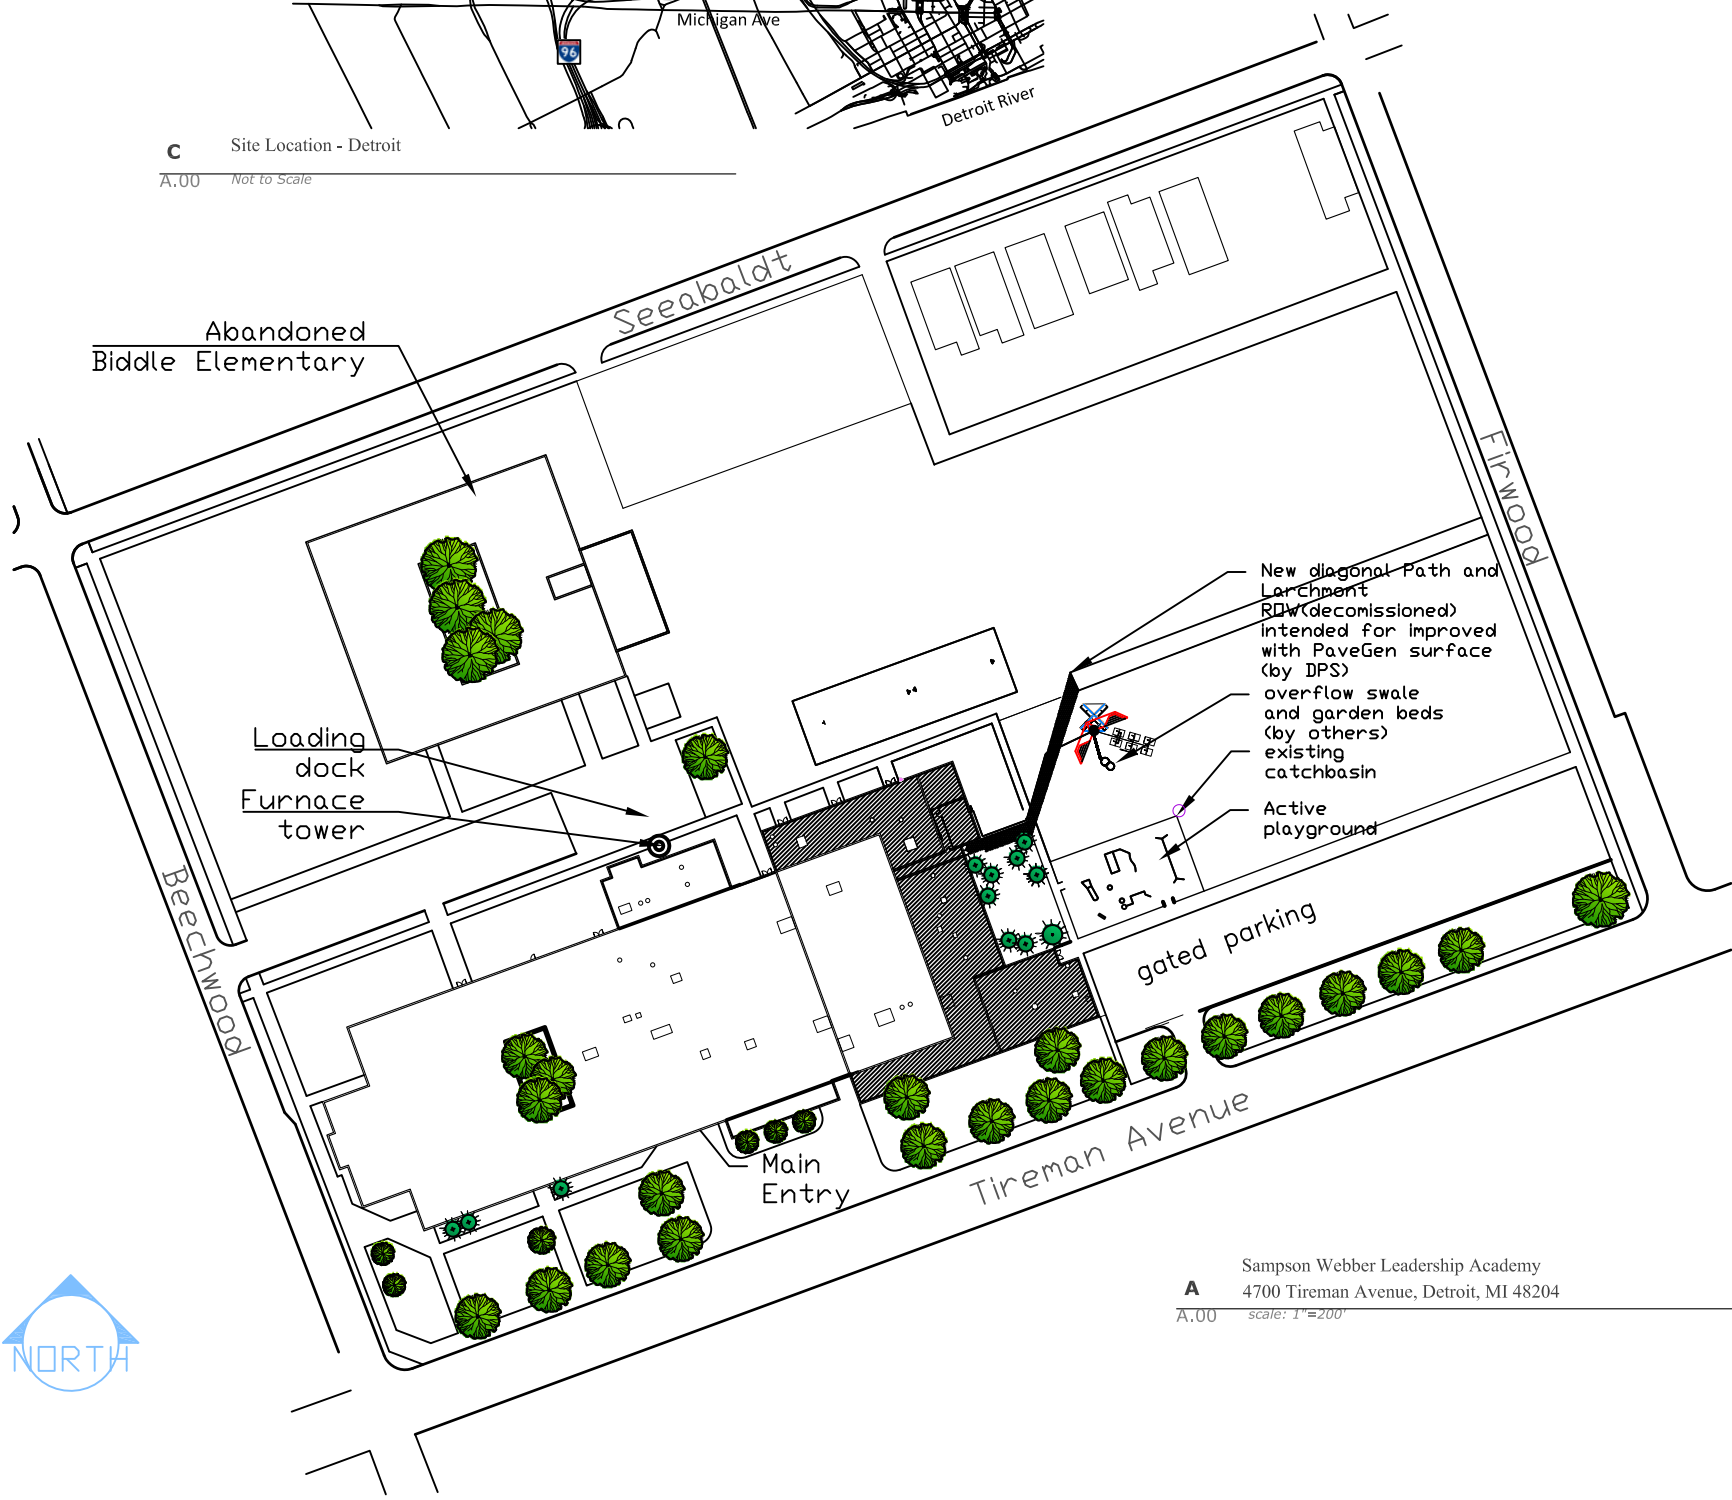 Michigan Ave
96
Detroit River
C
Site Location - Detroit
A.00
Not to Scale
Seeabaldt
Abandoned
Biddle Elementary
Firwood
New diagonal Path and
Larchmont
ROW(decomissioned)
intended for improved
with PaveGen surface
(by DPS)
overflow swale
and garden beds
(by others)
existing
catchbasin
Active
playground
Loading
dock
Furnace
tower
Beechwood
gated parking
Tireman Avenue
Main
Entry
NORTH
A
Sampson Webber Leadership Academy
4700 Tireman Avenue, Detroit, MI 48204
A.00
scale: 1"=200'